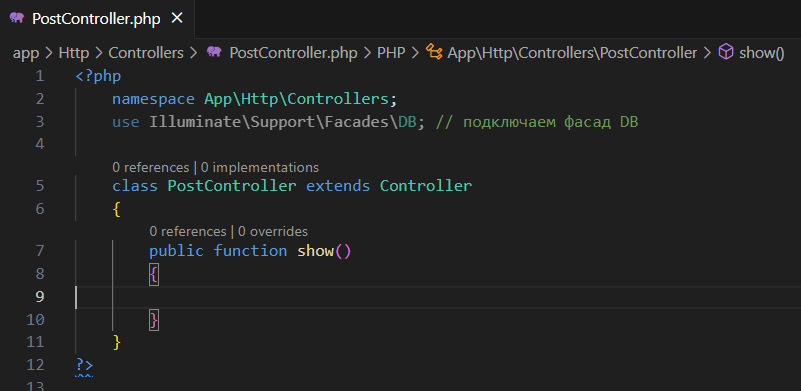 PostController.php ×
app > Http > Controllers > PostController.php > PHP > App\Http\Controllers\PostController > show()
1 <?php
2 namespace App\Http\Controllers;
3 use Illuminate\Support\Facades\DB; // подключаем фасад DB
4
0 references | 0 implementations
5 class PostController extends Controller
6 {
0 references | 0 overrides
7 public function show()
8 {
9
10 }
11 }
12 ?>
13